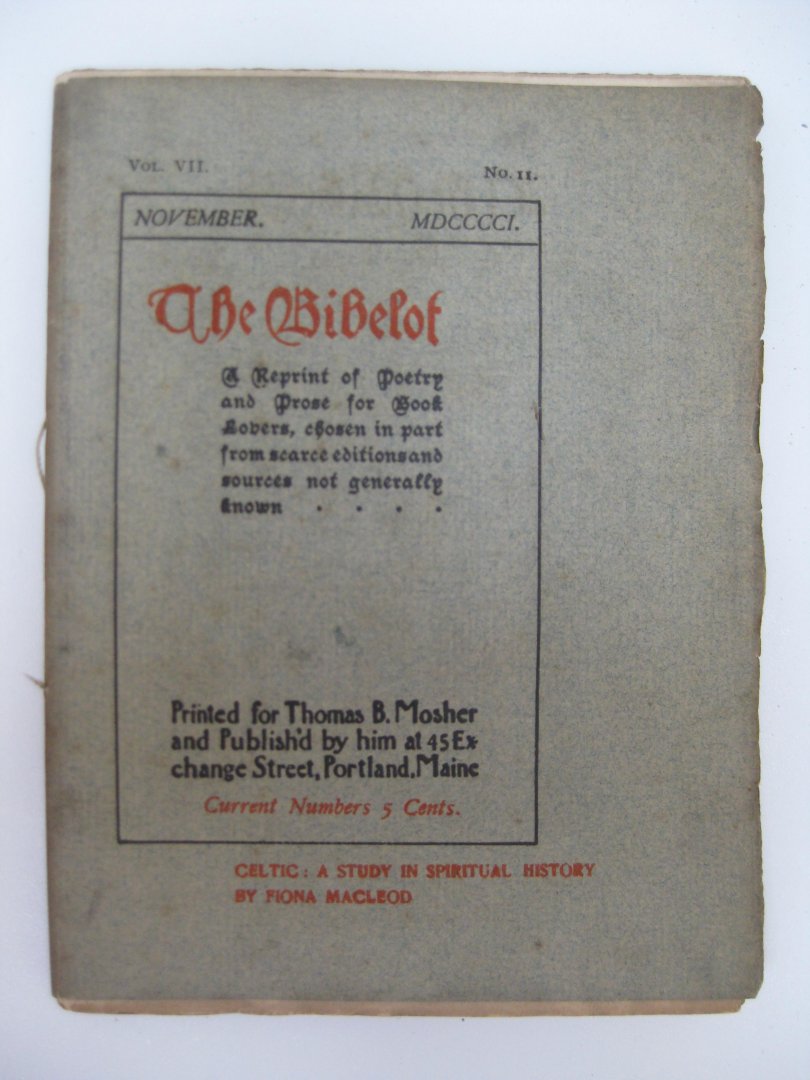 VOL. VII.
No. 11.
NOVEMBER. MDCCCCI.
The Bibelot
A Reprint of Poetry
and Prose for Book
Lovers, chosen in part
from scarce editions and
sources not generally
known . . . .
Printed for Thomas B. Mosher
and Publish'd by him at 45 Ex-
change Street, Portland, Maine
Current Numbers 5 Cents.
CELTIC: A STUDY IN SPIRITUAL HISTORY
BY FIONA MACLEOD